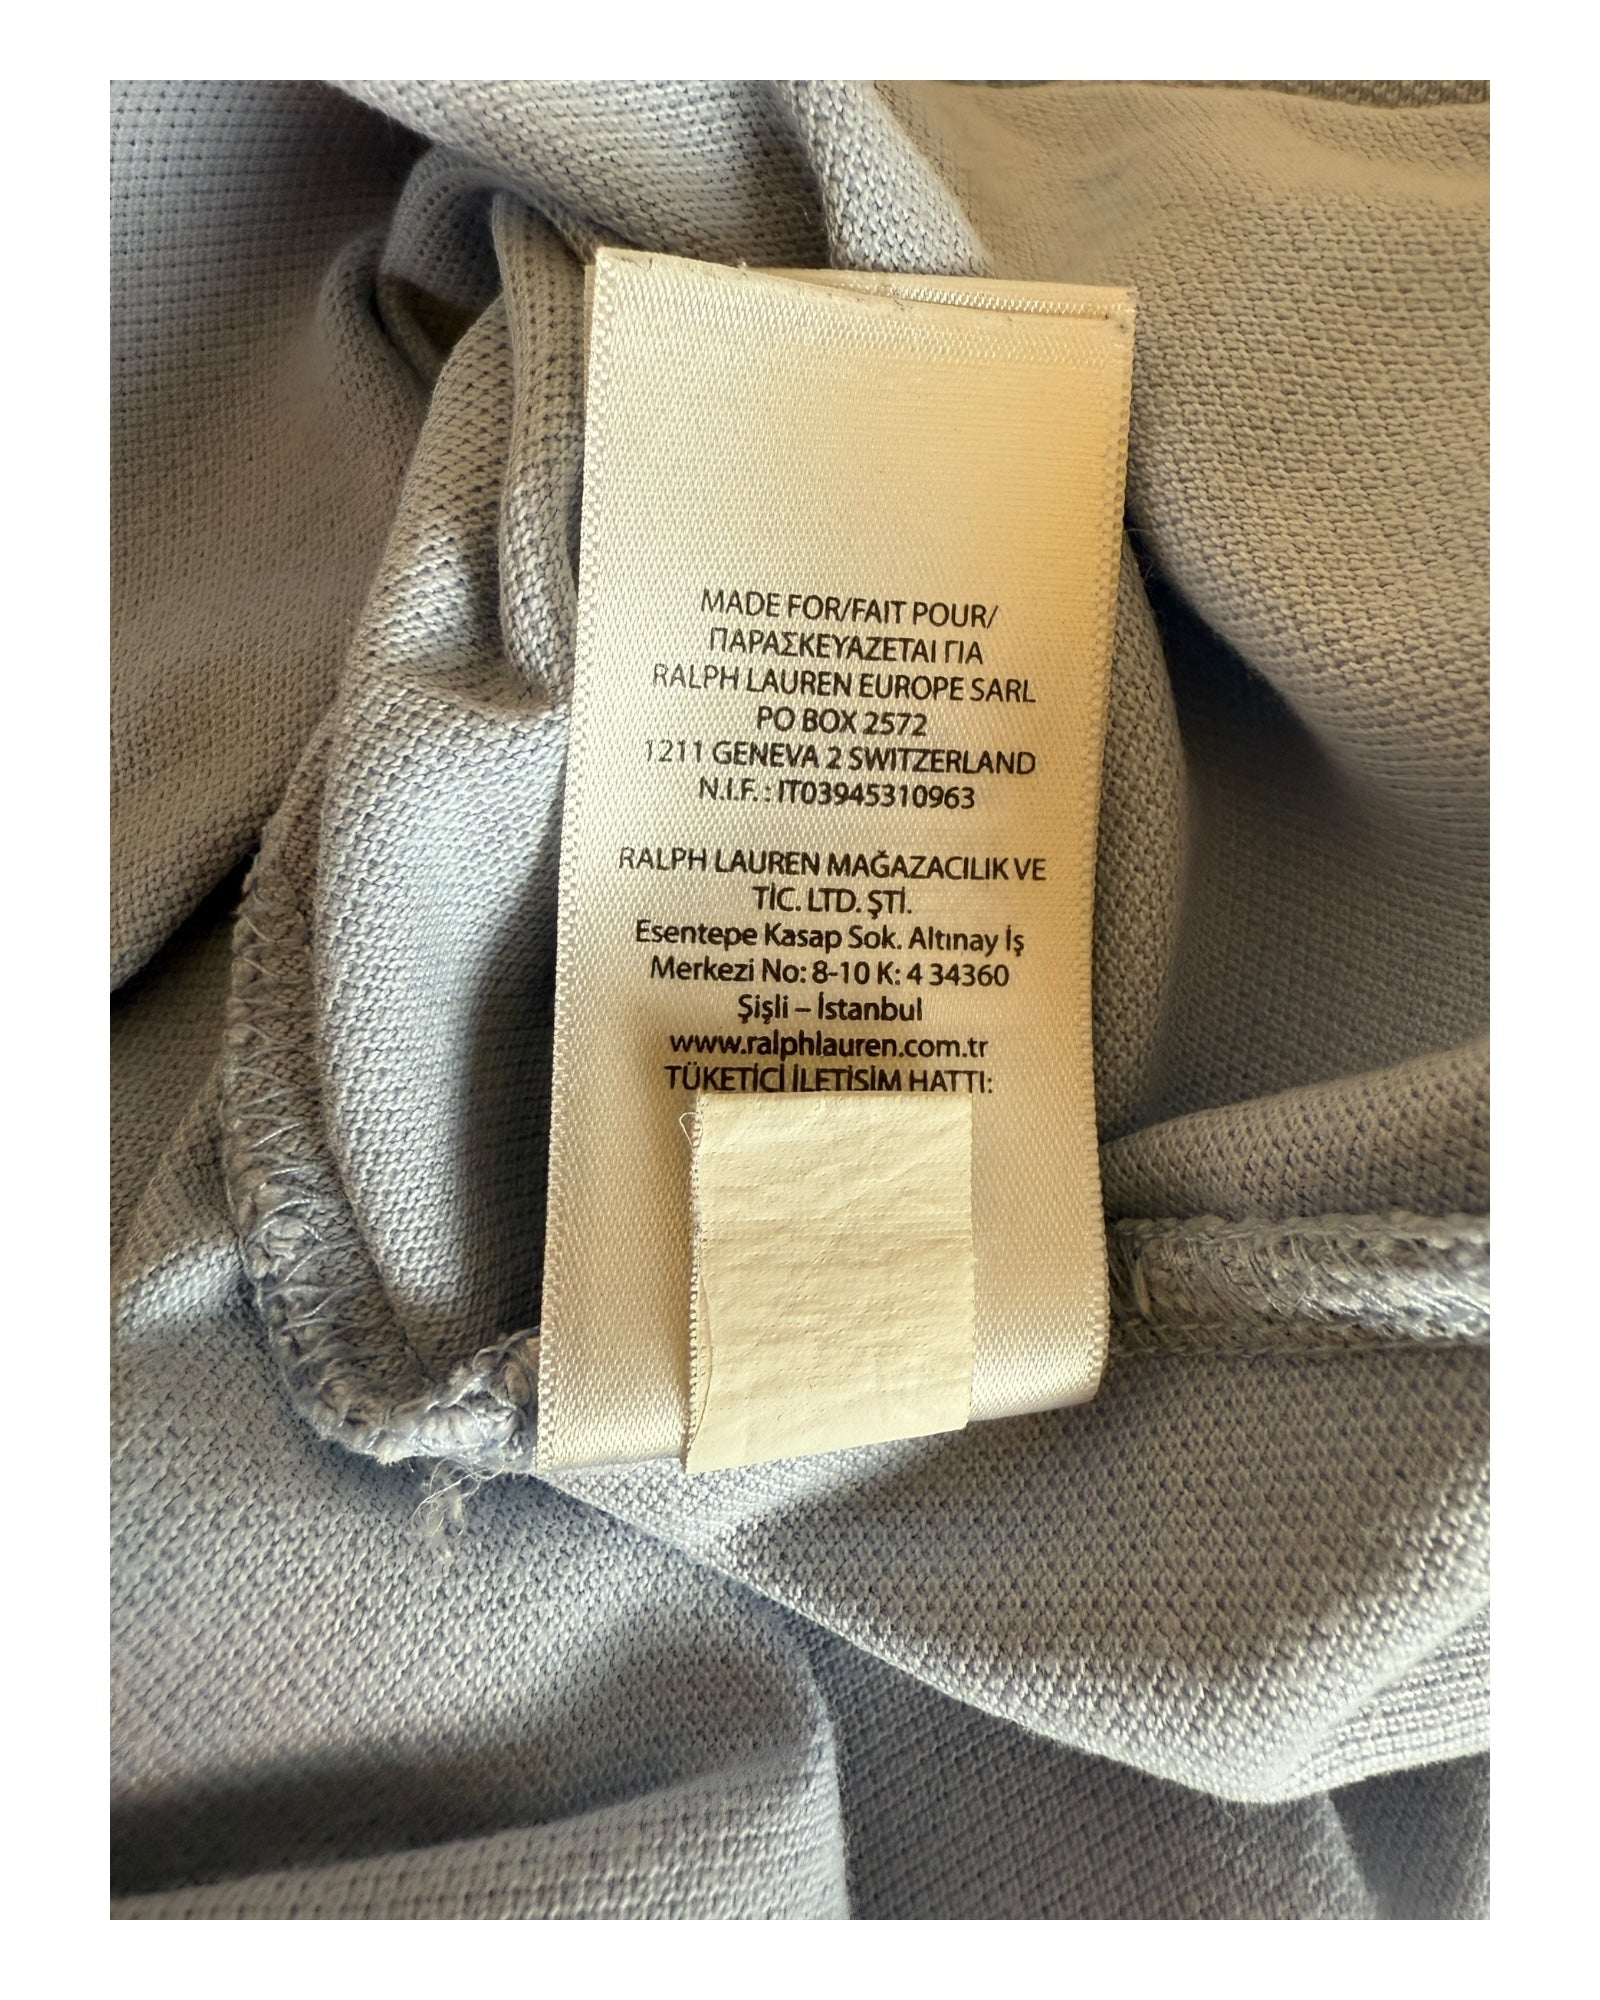 MADE FOR/FAIT POUR/
ΠΑΡΑΣΚΕΥΑΖΕΤΑΙ ΓΙΑ
RALPH LAUREN EUROPE SARL
PO BOX 2572
1211 GENEVA 2 SWITZERLAND
N.I.F. : IT03945310963
RALPH LAUREN MAĞAZACILIK VE
TİC. LTD. ŞTİ.
Esentepe Kasap Sok. Altınay İş
Merkezi No: 8-10 K: 4 34360
Şişli – İstanbul
www.ralphlauren.com.tr
TÜKETİCİ İLETİSİM HATTI: